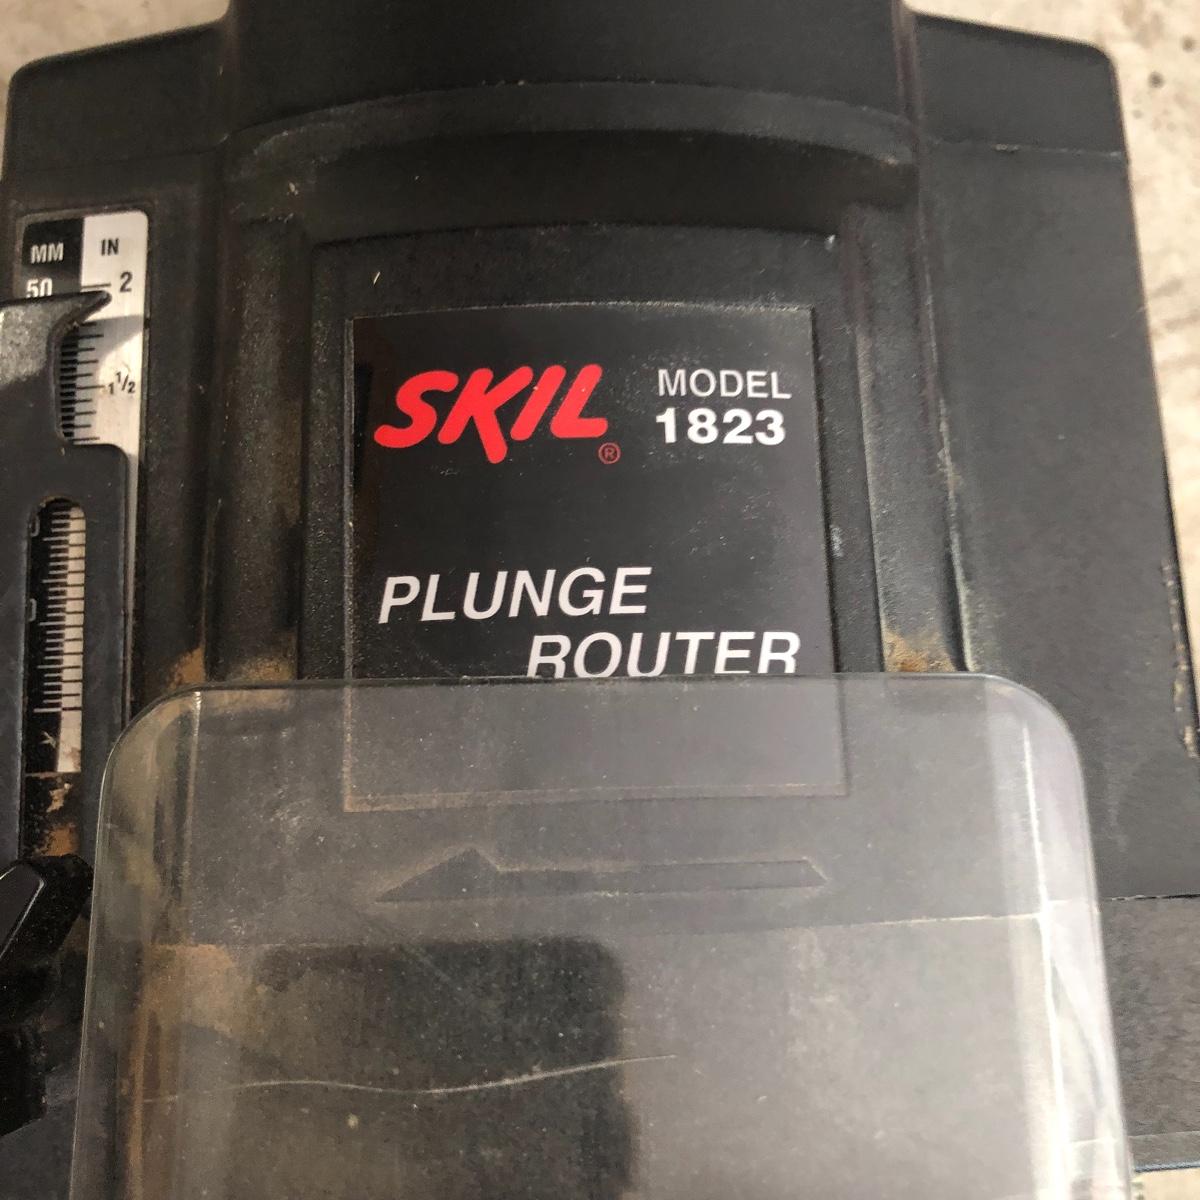 MM IN
50 2
1 1/2
SKIL ®
MODEL
1823
PLUNGE
ROUTER